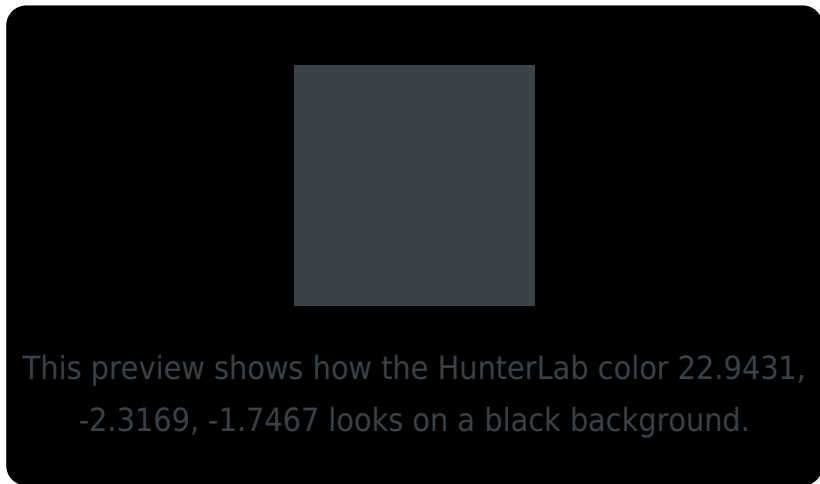 This preview shows how the HunterLab color 22.9431,
-2.3169, -1.7467 looks on a black background.